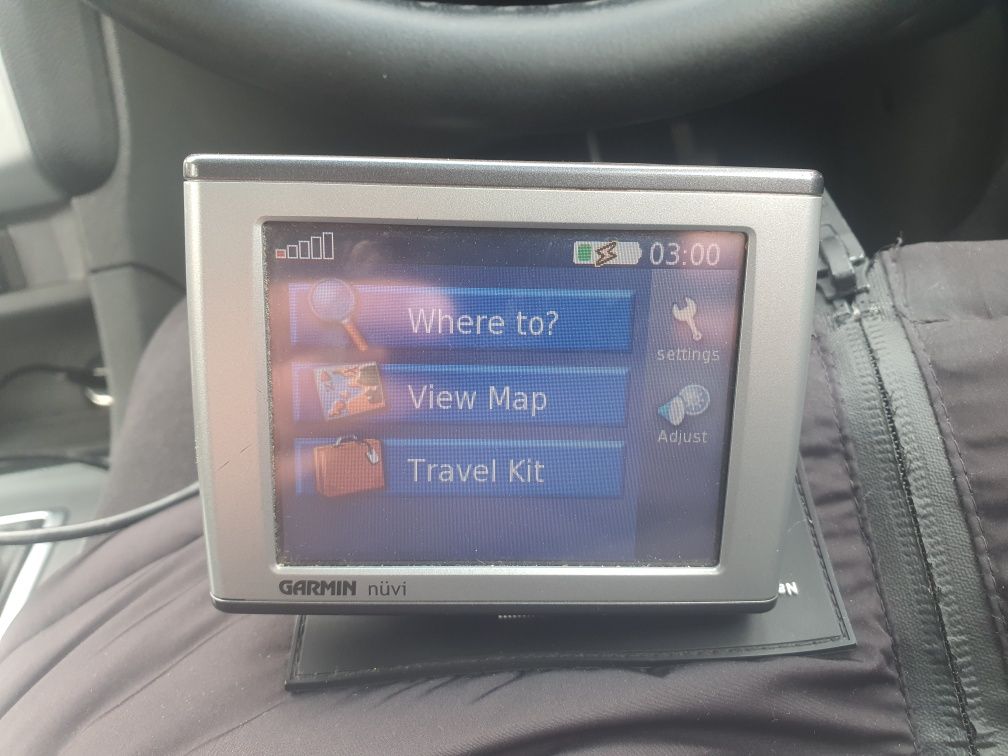 03:00
Where to?
settings
View Map
Adjust
Travel Kit
GARMIN nüvi